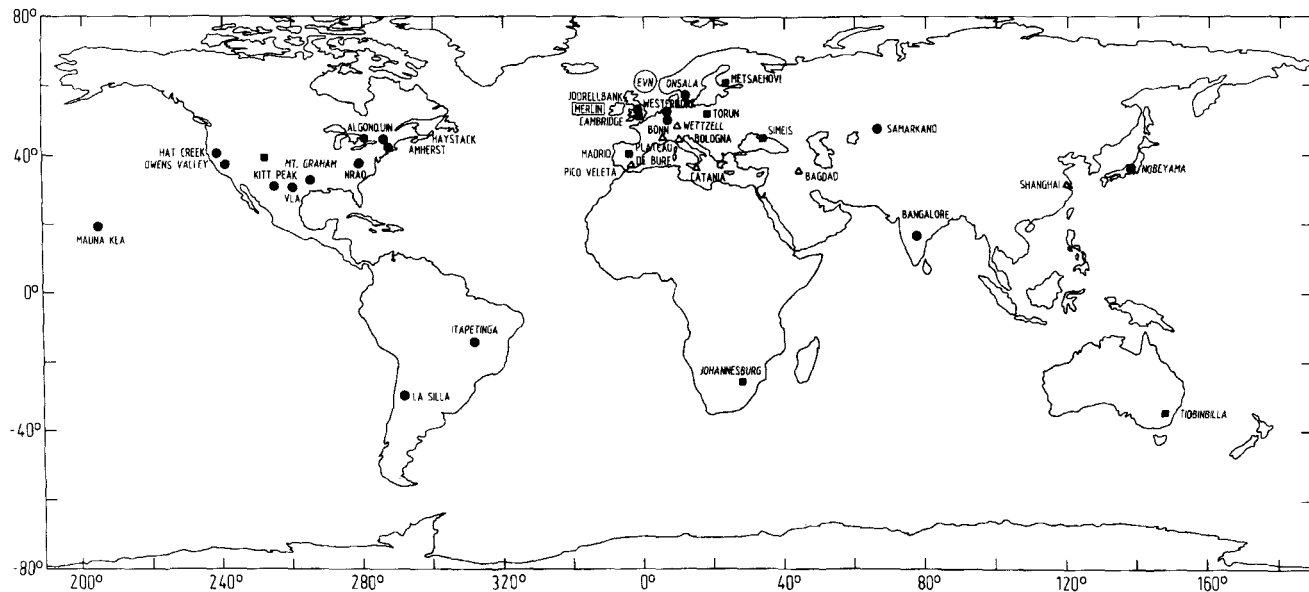 80°
EVN
ONSALA
METSAEHOVI
JODRELLBANK
WESTERBORK
MERLIN
TORUN
CAMBRIDGE
ALGONQUIN
BONN
WETTZELL
SIMEIS
SAMARKAND
HAYSTACK
BOLOGNA
AMHERST
HAT CREEK
PLATEAU
40°
OWENS VALLEY
MT. GRAHAM
MADRID
DE BURE
KITT PEAK
NRAO
PICO VELETA
CATANIA
BAGDAD
NOBEYAMA
VLA
SHANGHAI
BANGALORE
MAUNA KEA
0°
ITAPETINGA
JOHANNESBURG
LA SILLA
TIDBINBILLA
-40°
-80°
200°
240°
280°
320°
0°
40°
80°
120°
160°